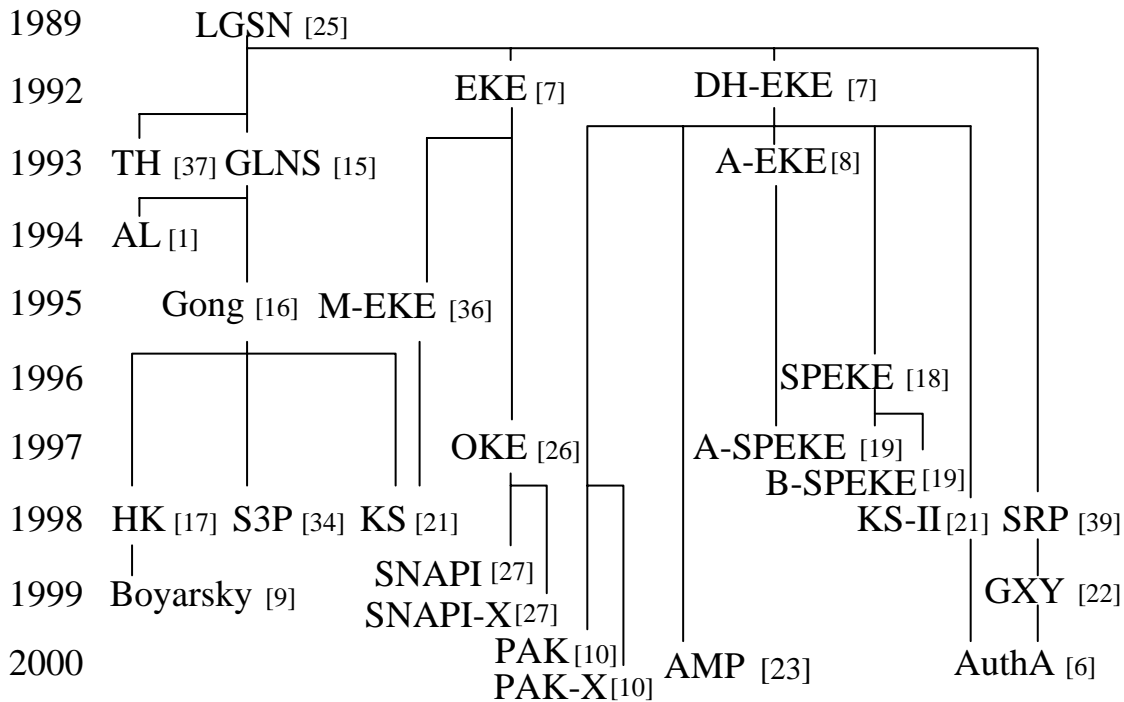 1989 LGSN [25]
1992 EKE [7] DH-EKE [7]
1993 TH [37] GLNS [15] A-EKE [8]
1994 AL [1]
1995 Gong [16] M-EKE [36]
1996 SPEKE [18]
1997 OKE [26] A-SPEKE [19]
B-SPEKE [19]
1998 HK [17] S3P [34] KS [21] KS-II [21] SRP [39]
SNAPI [27]
1999 Boyarsky [9] GXY [22]
SNAPI-X [27]
PAK [10]
2000 AMP [23] AuthA [6]
PAK-X [10]